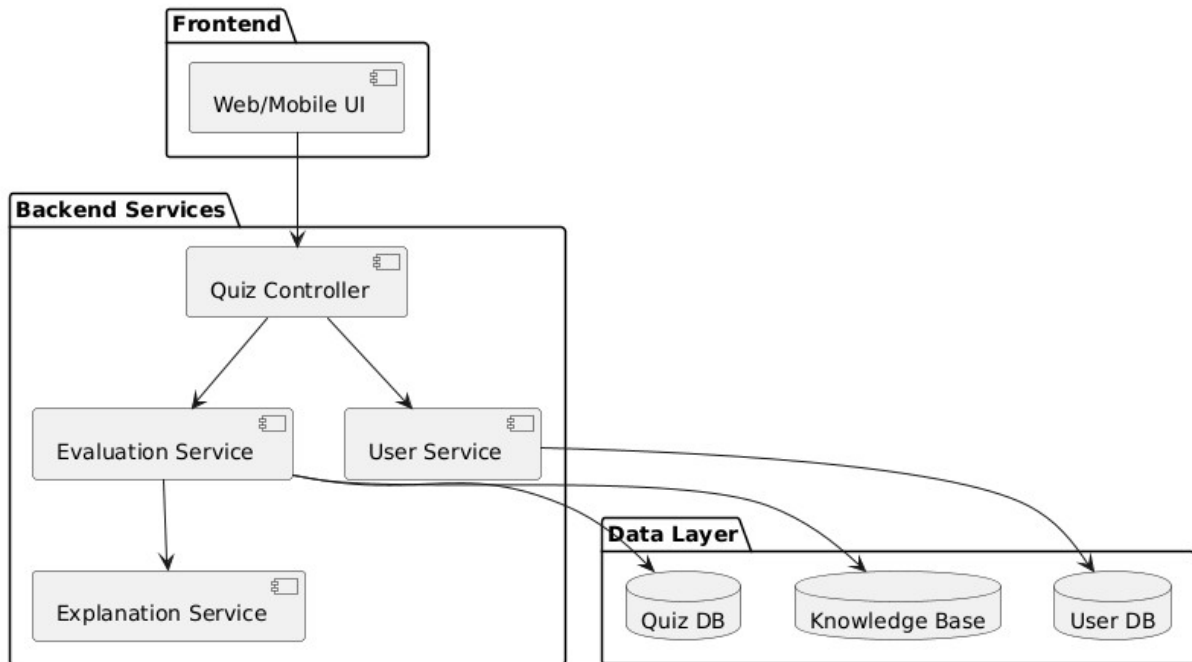 Frontend
Web/Mobile UI
Backend Services
Quiz Controller
Evaluation Service
User Service
Data Layer
Explanation Service
Quiz DB
Knowledge Base
User DB